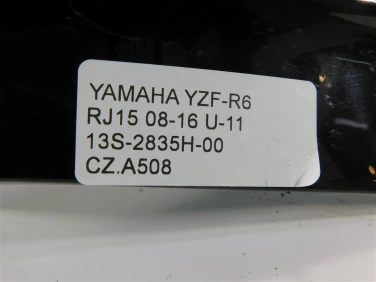 YAMAHA YZF-R6
RJ15 08-16 U-11
13S-2835H-00
CZ.A508